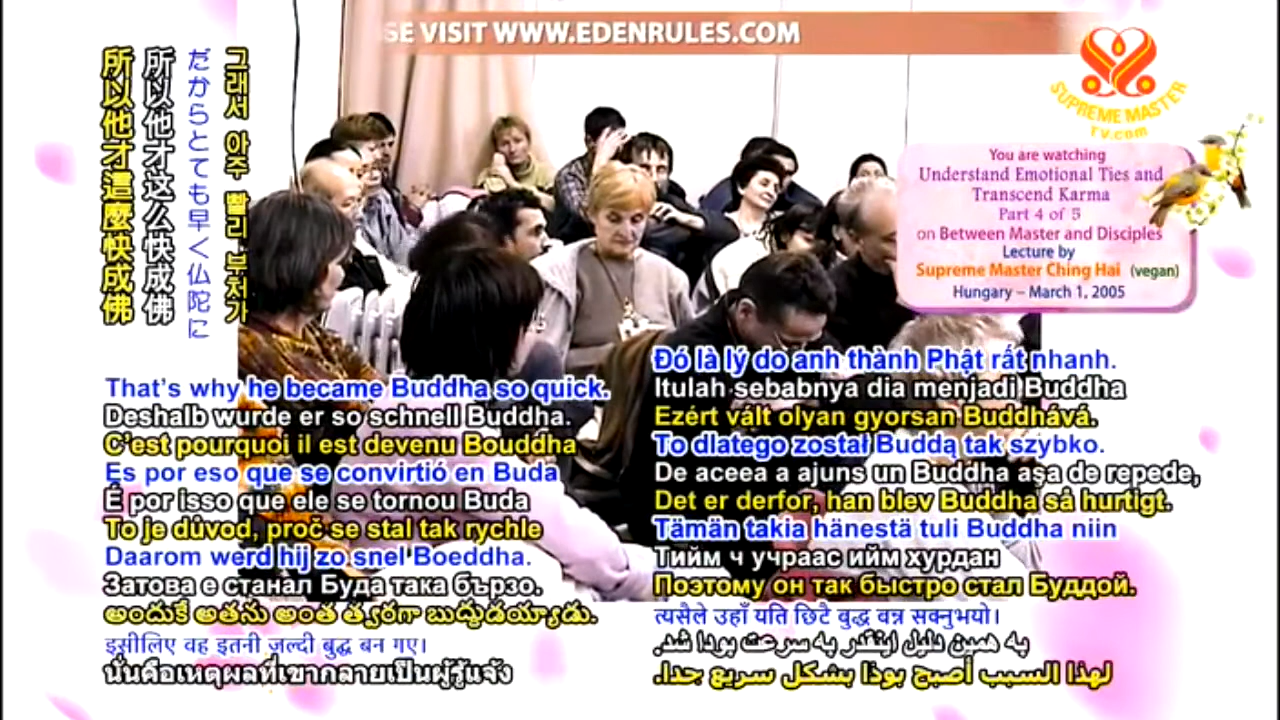 SE VISIT WWW.EDENRULES.COM
SUPREME MASTER
TV.com
You are watching
Understand Emotional Ties and
Transcend Karma
Part 4 of 5
on Between Master and Disciples
Lecture by
Supreme Master Ching Hai (vegan)
Hungary – March 1, 2005
그래서 아주 빨리 부처가
だからとても早く仏陀に
所以他才这么快成佛
所以他才這麼快成佛
That's why he became Buddha so quick.
Deshalb wurde er so schnell Buddha.
C'est pourquoi il est devenu Bouddha
Es por eso que se convirtió en Buda
É por isso que ele se tornou Buda
To je dûvod, proč se stal tak rychle
Daarom werd hij zo snel Boeddha.
Затова е станал Буда така бързо.
అందుకే అతను అంత త్వరగా బుద్ధుడయ్యాడు.
इसीलिए वह इतनी जल्दी बुद्ध बन गए।
นั่นคือเหตุผลที่เขากลายเป็นผู้รู้แจ้ง
Đó là lý do anh thành Phật rất nhanh.
Itulah sebabnya dia menjadi Buddha
Ezért vált olyan gyorsan Buddhává.
To dlatego został Buddą tak szybko.
De aceea a ajuns un Buddha aşa de repede,
Det er derfor, han blev Buddha så hurtigt.
Tämän takia hänestä tuli Buddha niin
Тийм ч учраас ийм хурдан
Поэтому он так быстро стал Буддой.
त्यसैले उहाँ यति छिटै बुद्ध वन्न सक्नुभयो।
به همین دلیل اینقدر به سرعت بودا شد.
لهذا السبب أصبح بوذا بشكل سريع جدا.